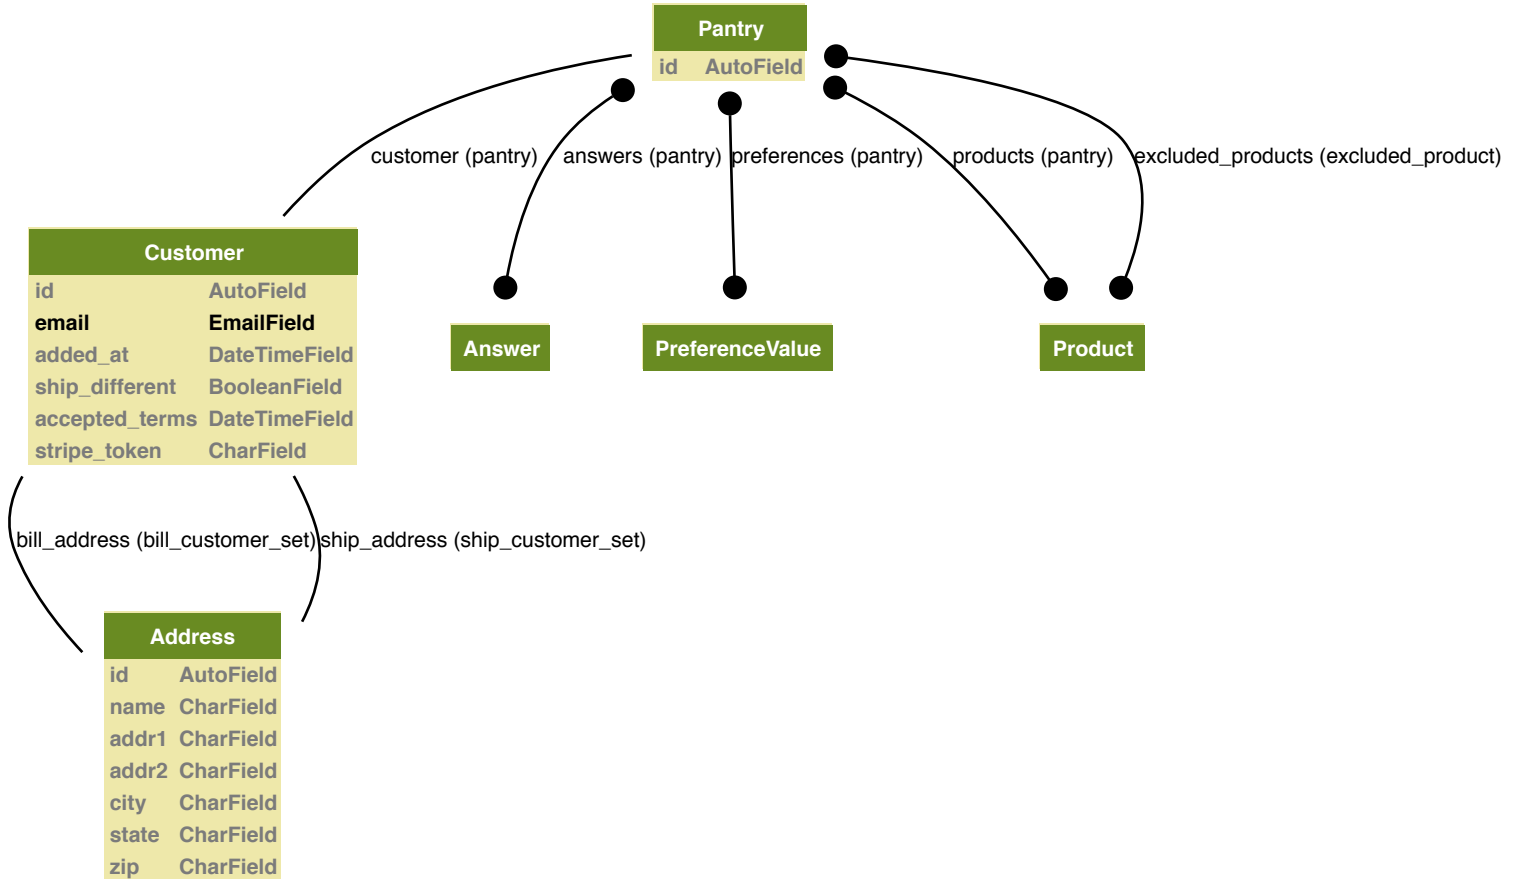 Pantry
id AutoField
customer (pantry) answers (pantry) preferences (pantry) products (pantry) excluded_products (excluded_product)
Customer
id AutoField
email EmailField
added_at DateTimeField
ship_different BooleanField
accepted_terms DateTimeField
stripe_token CharField
Answer PreferenceValue Product
bill_address (bill_customer_set) ship_address (ship_customer_set)
Address
id AutoField
name CharField
addr1 CharField
addr2 CharField
city CharField
state CharField
zip CharField